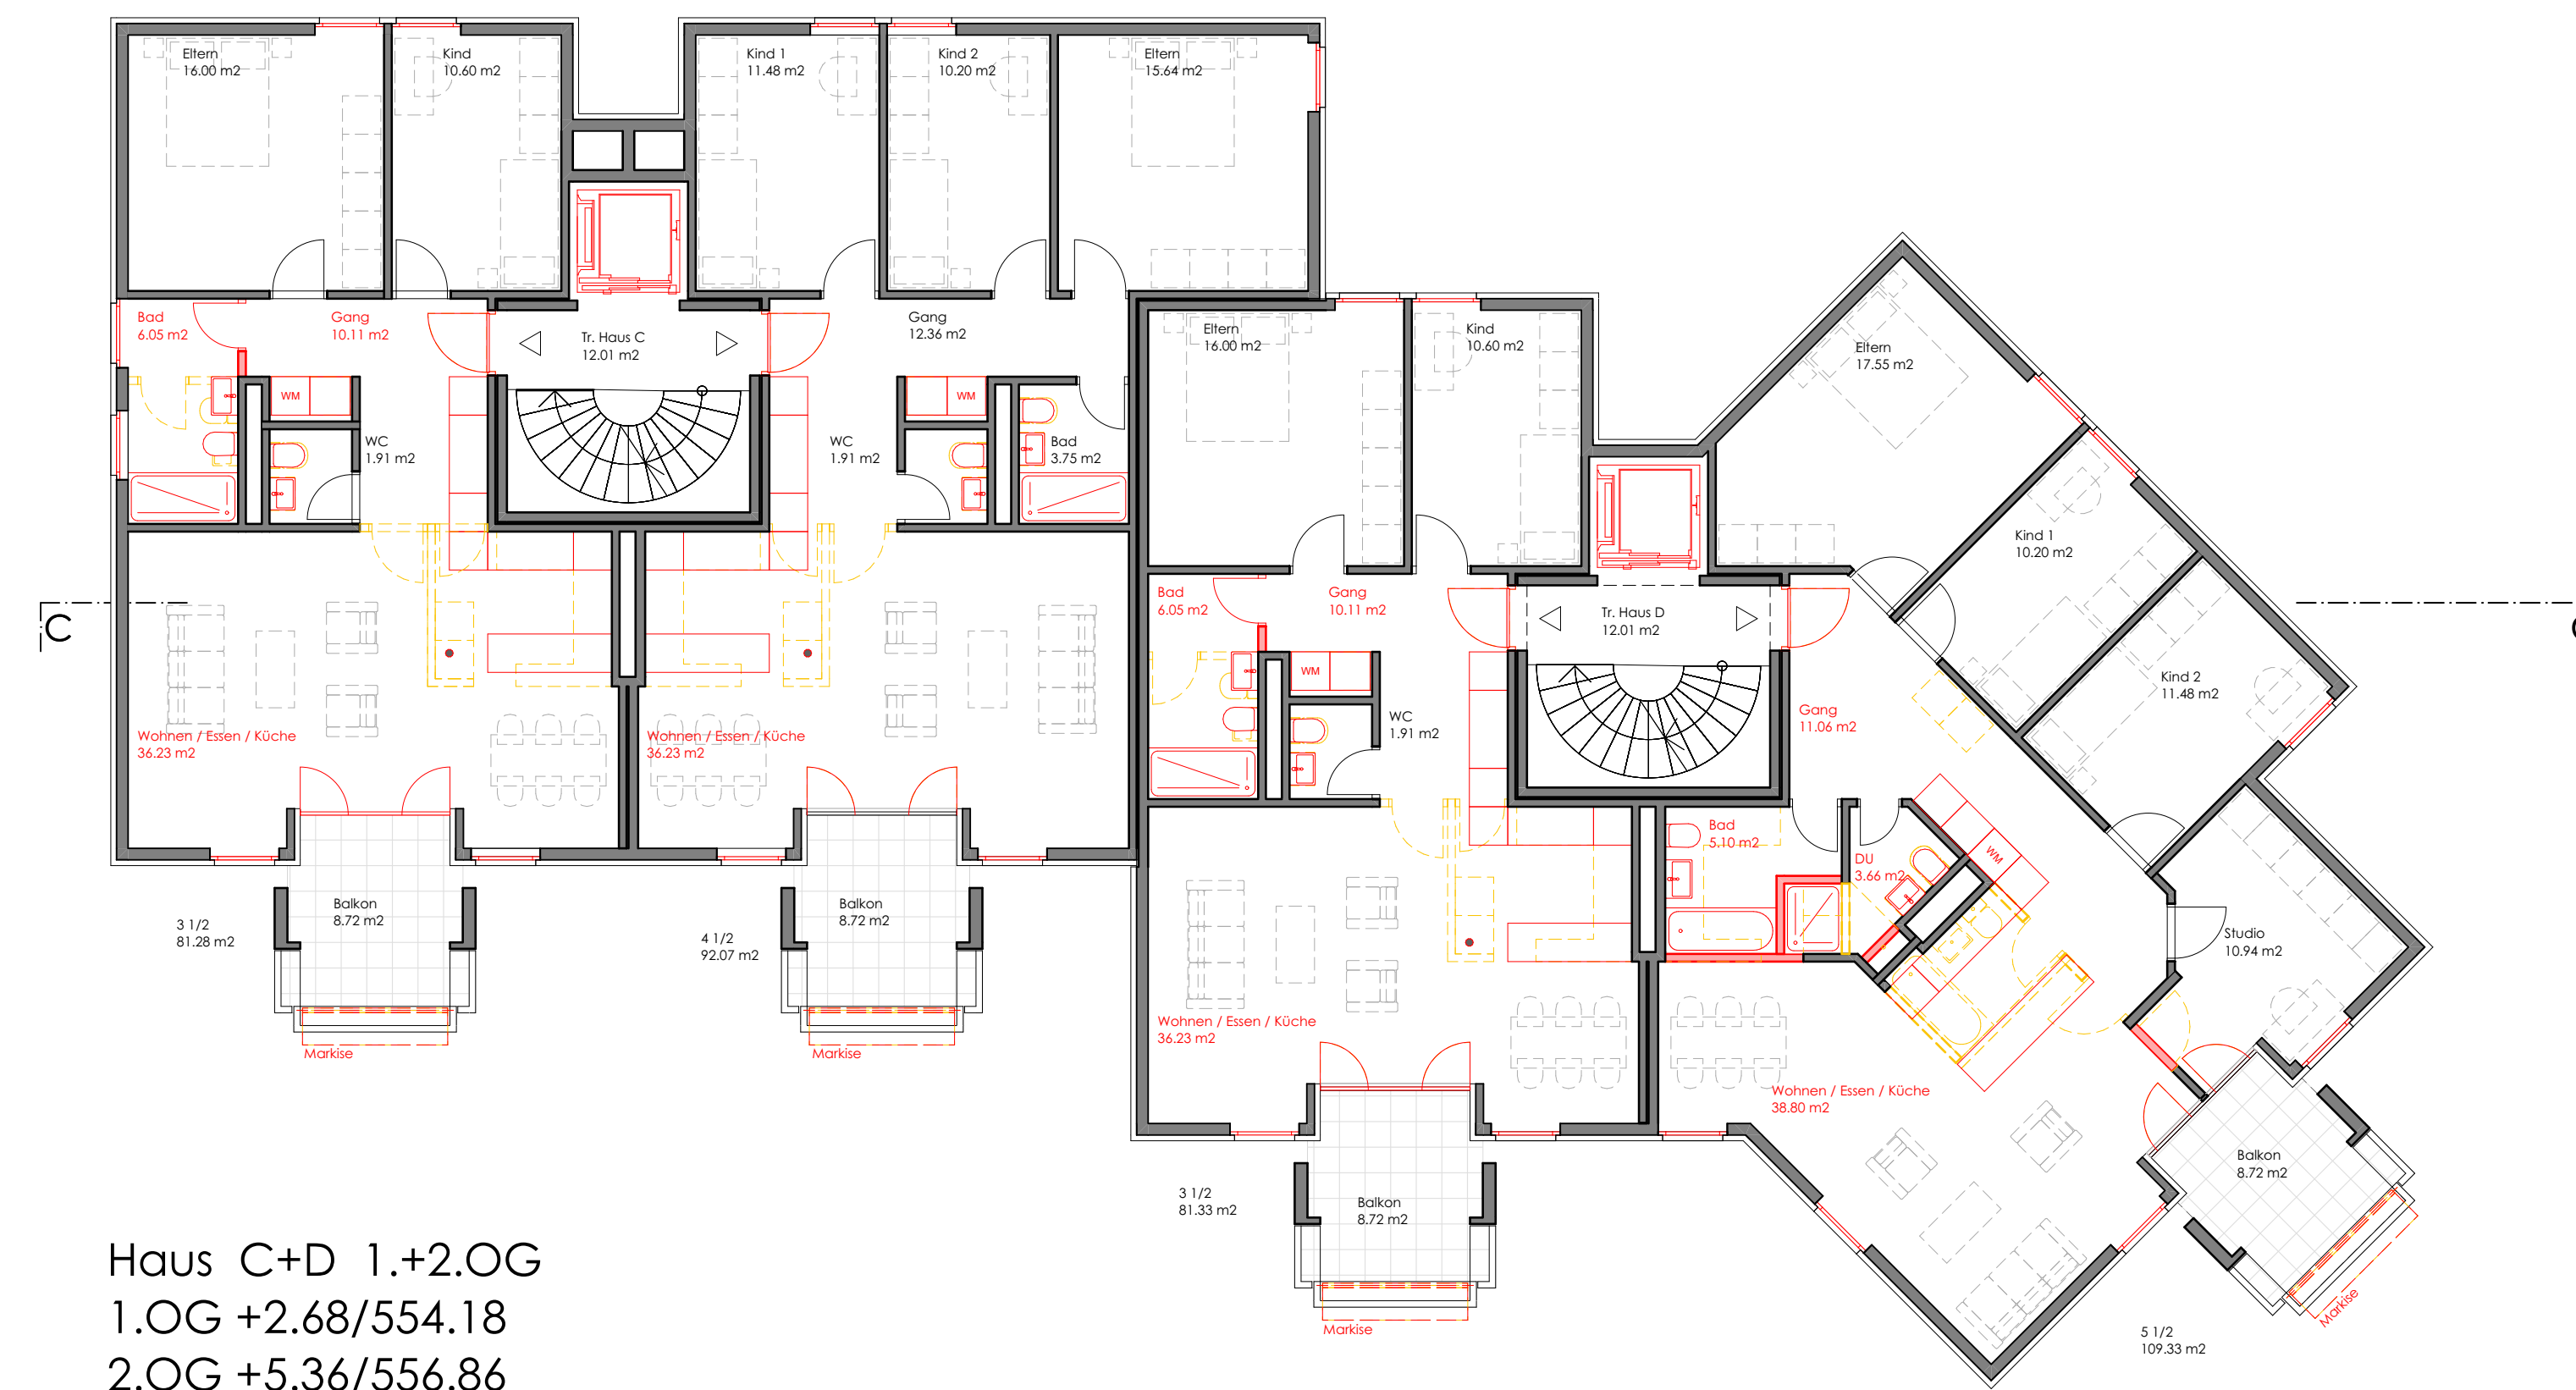 Eltern
16.00 m2
Kind
10.60 m2
Kind 1
11.48 m2
Kind 2
10.20 m2
Eltern
15.64 m2
Bad
6.05 m2
Gang
10.11 m2
Tr. Haus C
12.01 m2
Gang
12.36 m2
WM
WM
WC
1.91 m2
WC
1.91 m2
Bad
3.75 m2
Eltern
16.00 m2
Kind
10.60 m2
Eltern
17.55 m2
Kind 1
10.20 m2
Kind 2
11.48 m2
C
Bad
6.05 m2
Gang
10.11 m2
Tr. Haus D
12.01 m2
WM
WC
1.91 m2
Gang
11.06 m2
Wohnen / Essen / Küche
36.23 m2
Wohnen / Essen / Küche
36.23 m2
Bad
5.10 m2
DU
3.66 m2
WM
Studio
10.94 m2
Balkon
8.72 m2
Balkon
8.72 m2
3 1/2
81.28 m2
4 1/2
92.07 m2
Markise
Markise
Wohnen / Essen / Küche
36.23 m2
Wohnen / Essen / Küche
38.80 m2
Balkon
8.72 m2
3 1/2
81.33 m2
Balkon
8.72 m2
Markise
Markise
5 1/2
109.33 m2
Haus C+D 1.+2.OG
1.OG +2.68/554.18
2.OG +5.36/556.86